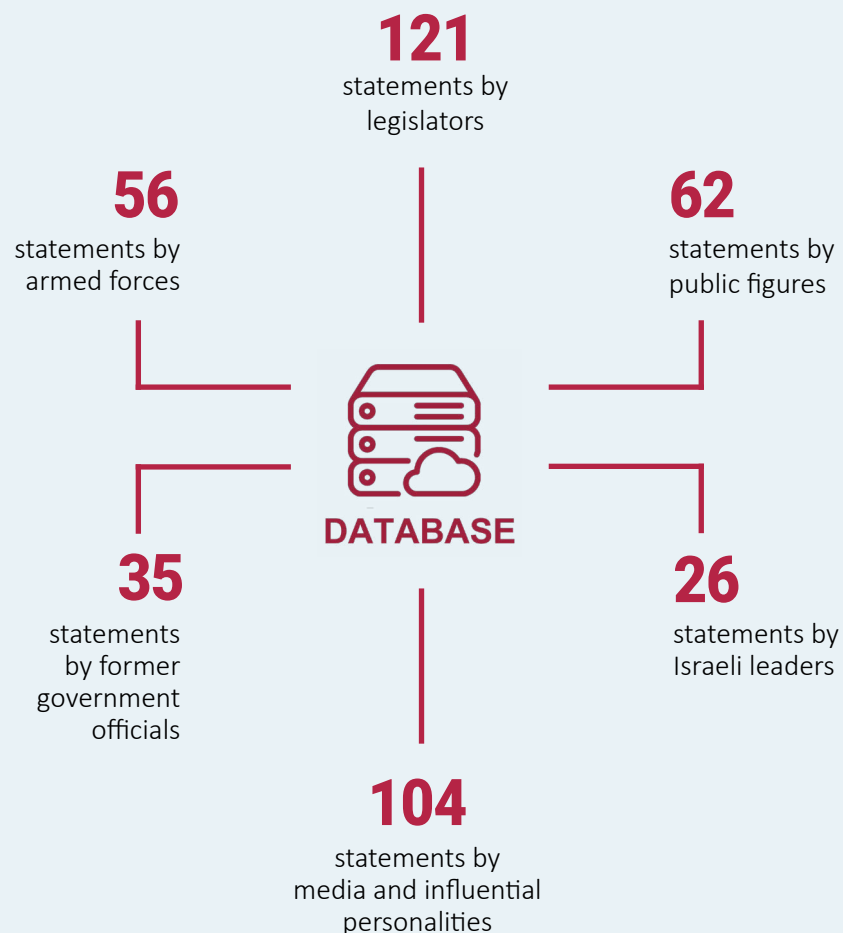 121
statements by
legislators
56
statements by
armed forces
62
statements by
public figures
DATABASE
35
statements
by former
government
officials
26
statements by
Israeli leaders
104
statements by
media and influential
personalities